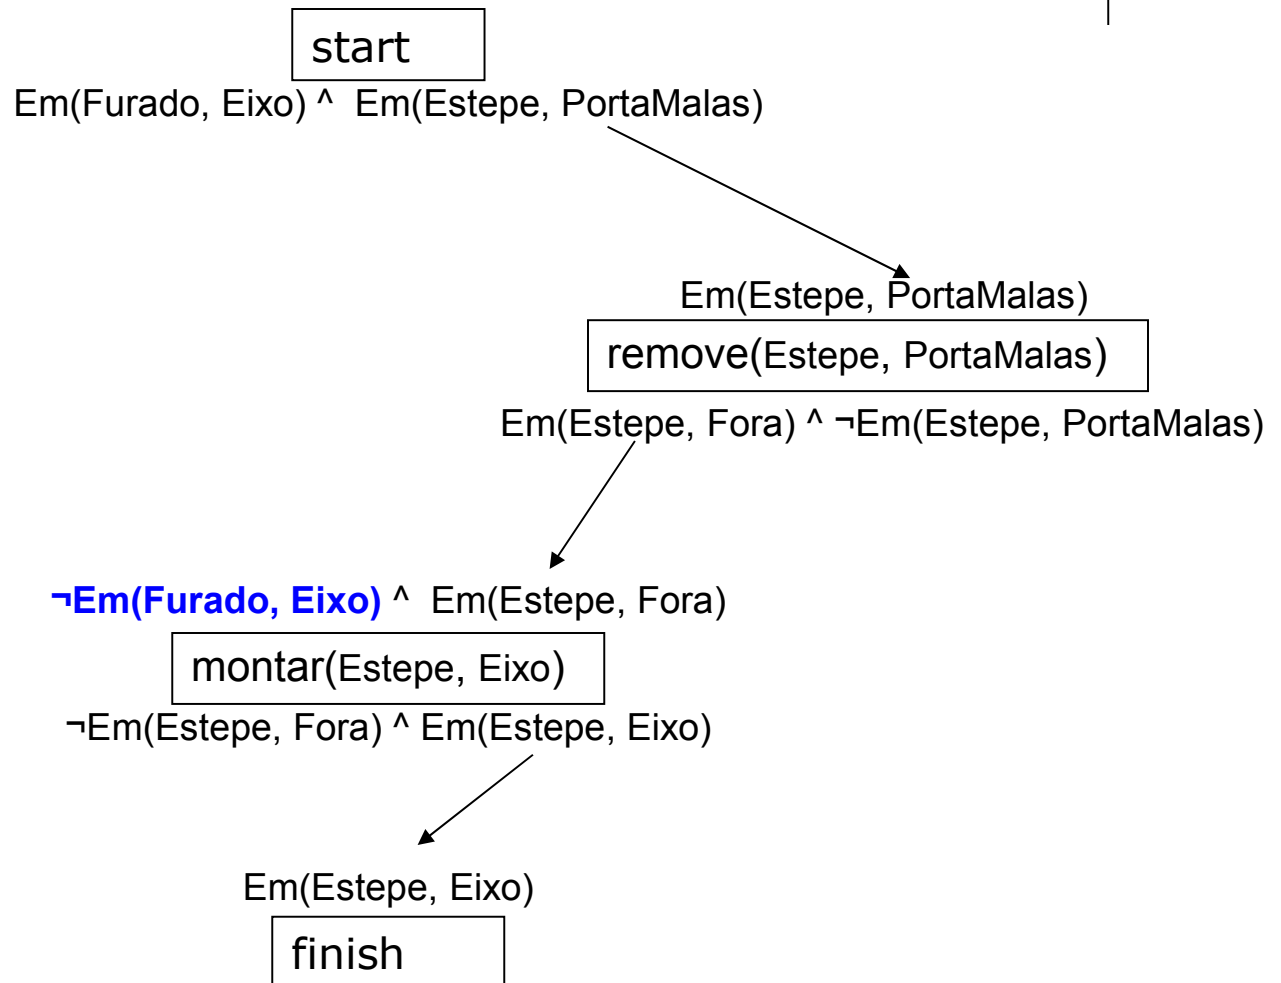 start
Em(Furado, Eixo) ^ Em(Estepe, PortaMalas)
Em(Estepe, PortaMalas)
remove(Estepe, PortaMalas)
Em(Estepe, Fora) ^ ¬Em(Estepe, PortaMalas)
¬Em(Furado, Eixo) ^ Em(Estepe, Fora)
montar(Estepe, Eixo)
¬Em(Estepe, Fora) ^ Em(Estepe, Eixo)
Em(Estepe, Eixo)
finish